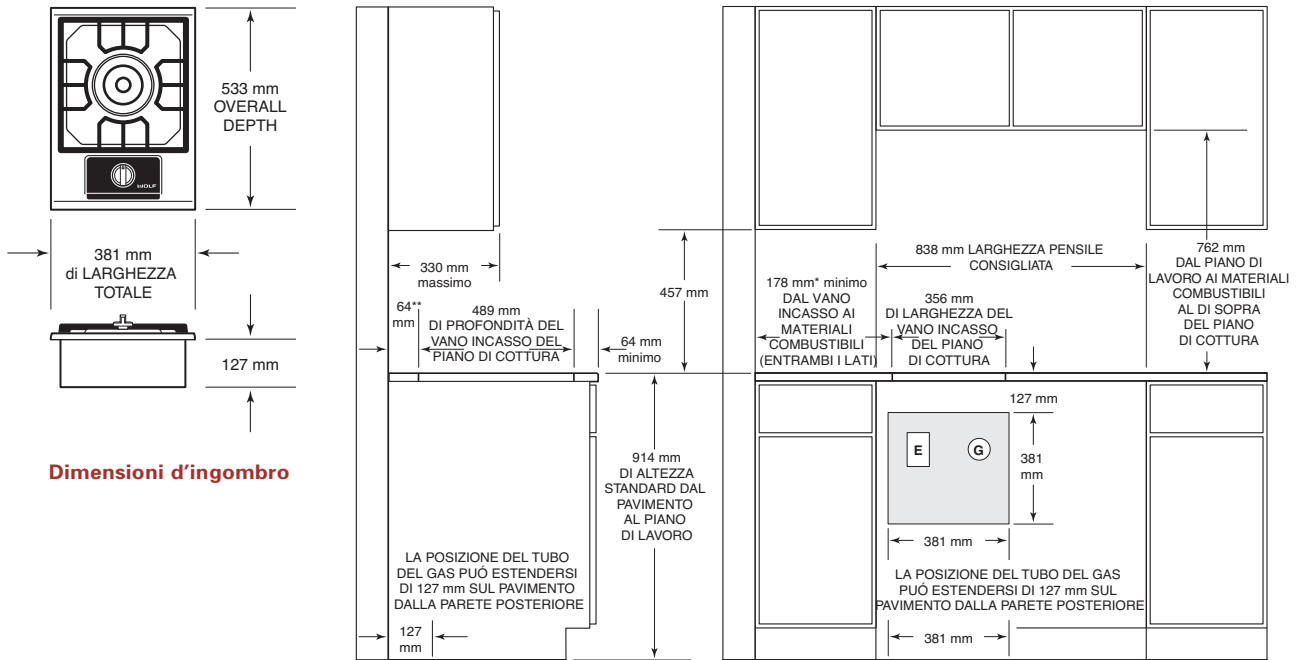 533 mm
OVERALL
DEPTH
WOLF
381 mm
di LARGHEZZA
TOTALE
127 mm
Dimensioni d'ingombro
330 mm
massimo
64**
mm
489 mm
DI PROFONDITÀ DEL
VANO INCASSO DEL
PIANO DI COTTURA
64 mm
minimo
457 mm
914 mm
DI ALTEZZA
STANDARD DAL
PAVIMENTO
AL PIANO
DI LAVORO
LA POSIZIONE DEL TUBO
DEL GAS PUÓ ESTENDERSI
DI 127 mm SUL PAVIMENTO
DALLA PARETE POSTERIORE
127
mm
838 mm LARGHEZZA PENSILE
CONSIGLIATA
178 mm* minimo
DAL VANO
INCASSO AI
MATERIALI
COMBUSTIBILI
(ENTRAMBI I LATI)
356 mm
DI LARGHEZZA DEL
VANO INCASSO
DEL PIANO
DI COTTURA
762 mm
DAL PIANO DI
LAVORO AI MATERIALI
COMBUSTIBILI
AL DI SOPRA
DEL PIANO
DI COTTURA
127 mm
E
G
381
mm
381 mm
LA POSIZIONE DEL TUBO DEL GAS
PUÓ ESTENDERSI DI 127 mm SUL
PAVIMENTO DALLA PARETE POSTERIORE
381 mm